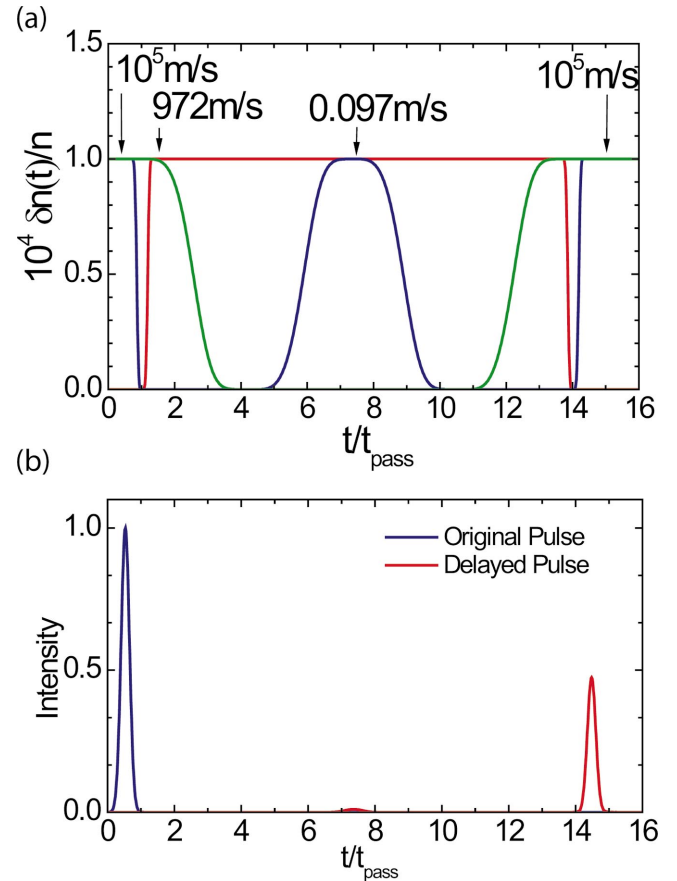 (a)
1.5
10⁵m/s
10⁵m/s
972m/s
0.097m/s
1.0
10⁴ δn(t)/n
0.5
0.0
0 2 4 6 8 10 12 14 16
t/t_pass
(b)
1.0
Original Pulse
Delayed Pulse
Intensity
0.5
0.0
0 2 4 6 8 10 12 14 16
t/t_pass